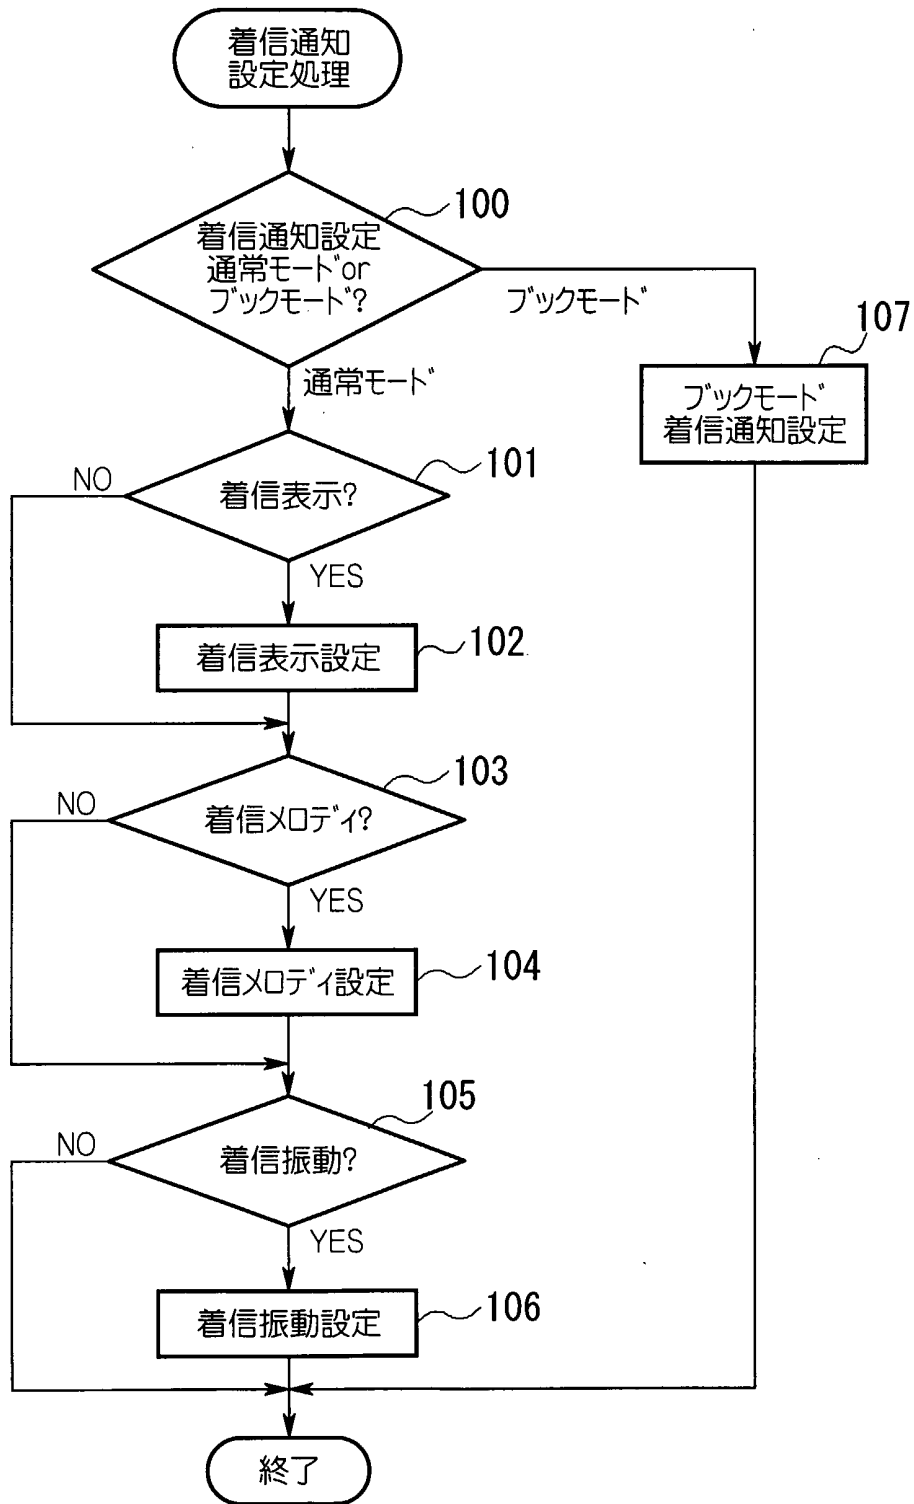 着信通知
設定処理
100
着信通知設定
通常モードor
ブックモード?
ブックモード
107
通常モード
ブックモード
着信通知設定
101
NO
着信表示?
YES
102
着信表示設定
103
NO
着信メロディ?
YES
104
着信メロディ設定
105
NO
着信振動?
YES
106
着信振動設定
終了